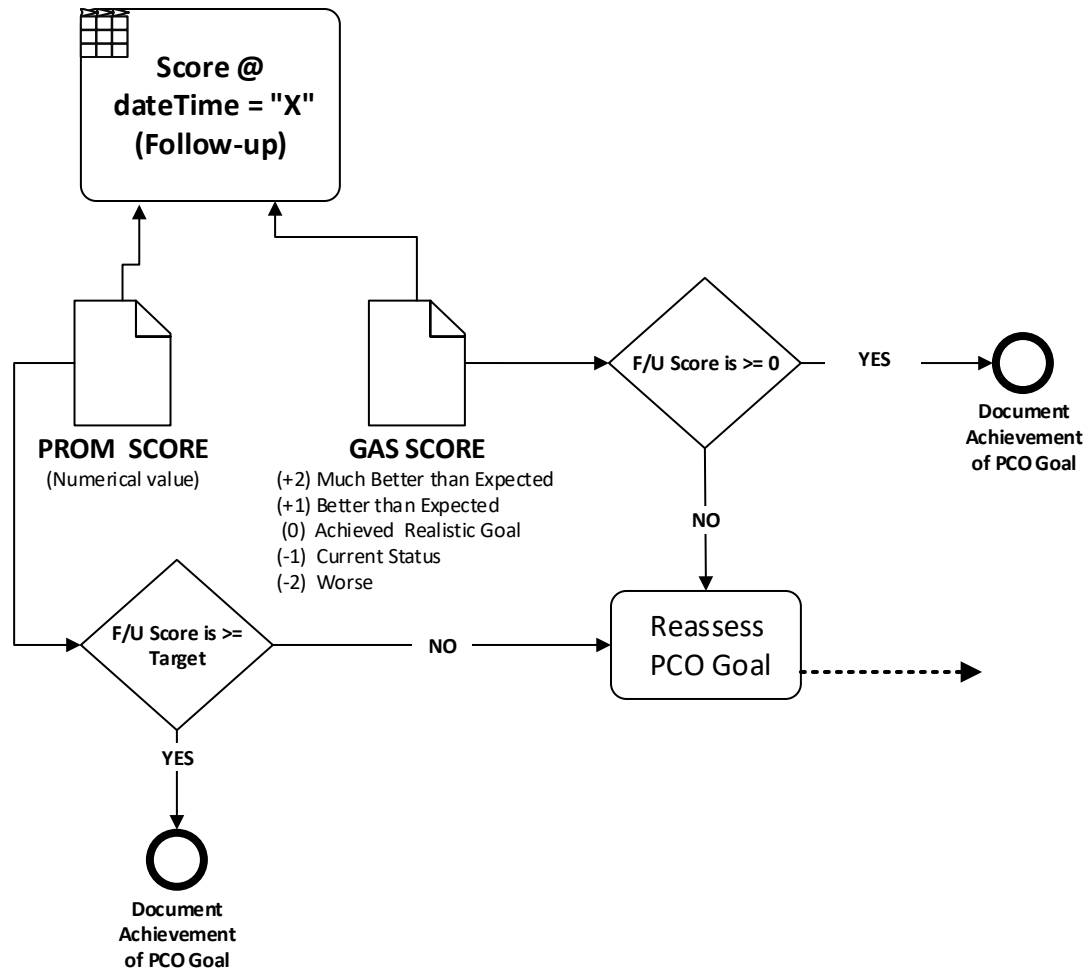 Score @
dateTime = "X"
(Follow-up)
PROM SCORE
(Numerical value)
GAS SCORE
(+2) Much Better than Expected
(+1) Better than Expected
(0) Achieved Realistic Goal
(-1) Current Status
(-2) Worse
F/U Score is >= 0
YES
Document
Achievement
of PCO Goal
NO
F/U Score is >=
Target
NO
Reassess
PCO Goal
YES
Document
Achievement
of PCO Goal